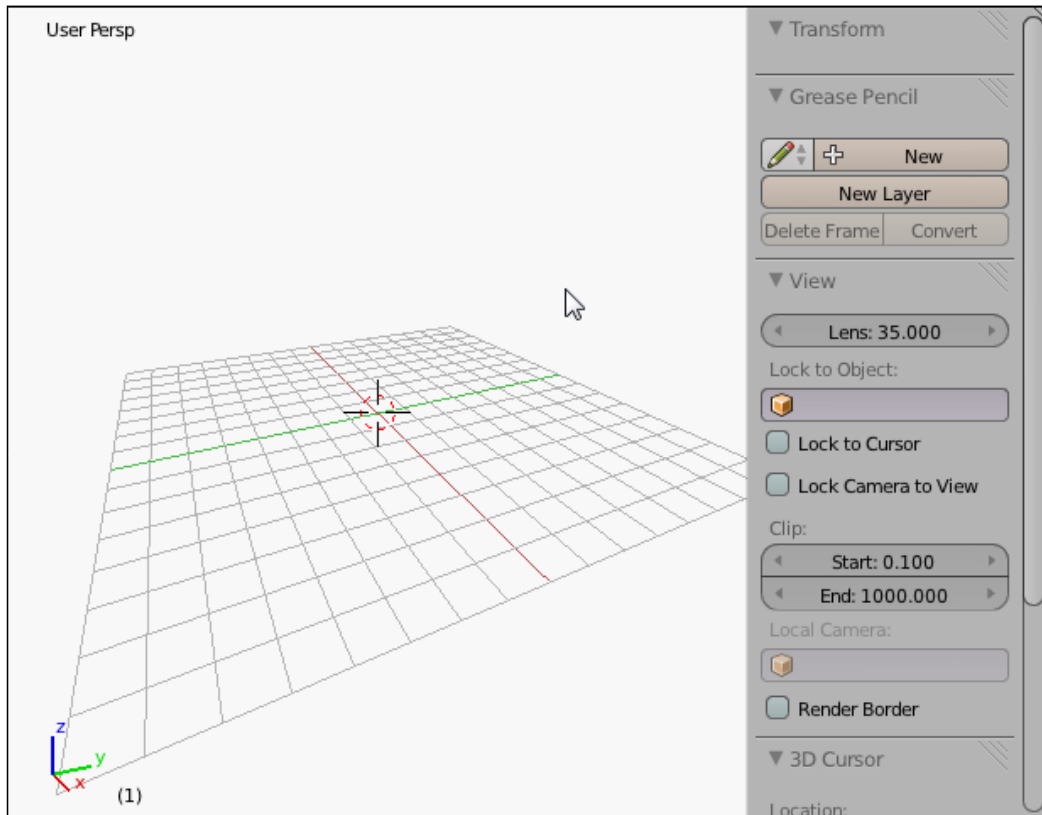 User Persp
Transform
Grease Pencil
New
New Layer
Delete Frame Convert
View
Lens: 35.000
Lock to Object:
Lock to Cursor
Lock Camera to View
Clip:
Start: 0.100
End: 1000.000
Local Camera:
Render Border
3D Cursor
Location:
z
y
x
(1)